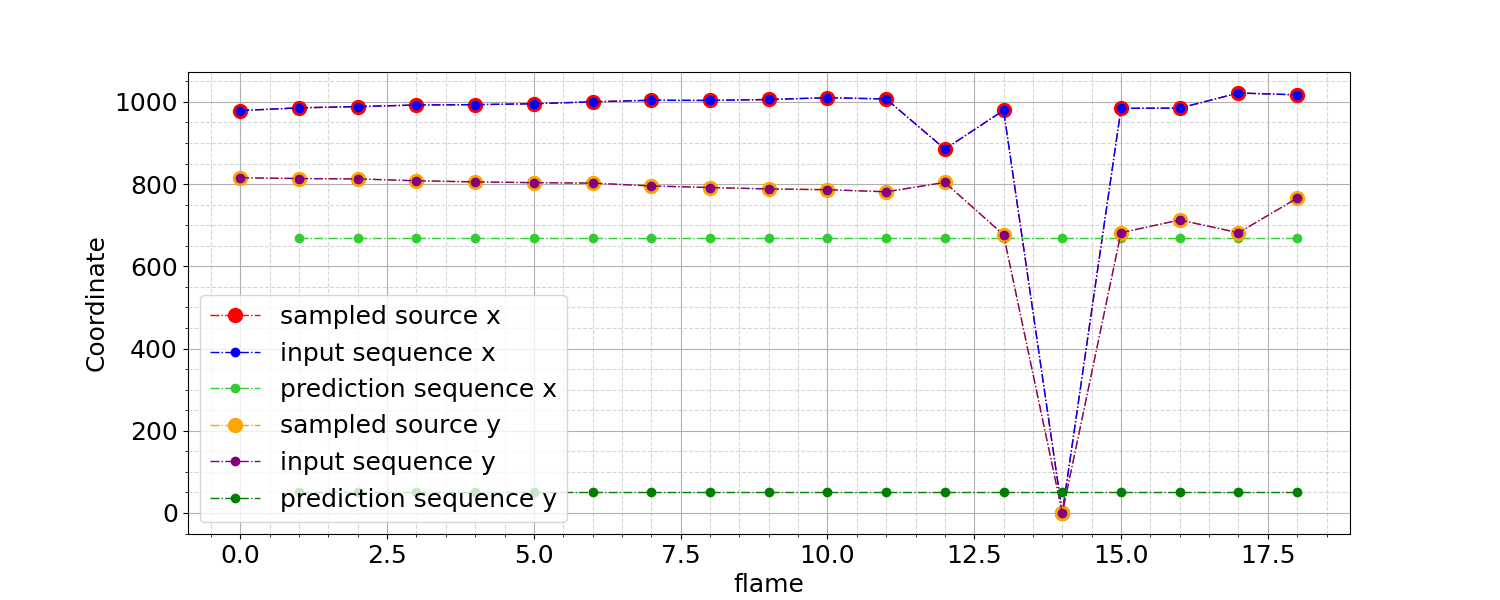 1000
800
600
400
200
0
Coordinate
sampled source x
input sequence x
prediction sequence x
sampled source y
input sequence y
prediction sequence y
0.0 2.5 5.0 7.5 10.0 12.5 15.0 17.5
flame